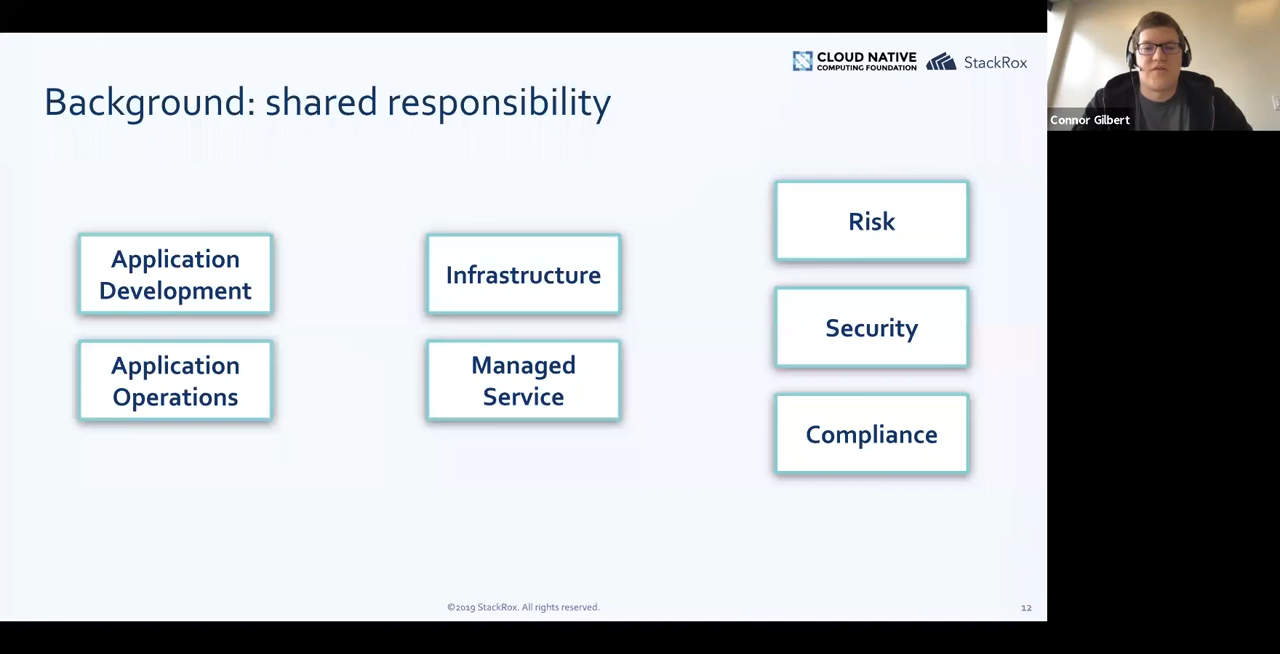 CLOUD NATIVE
COMPUTING FOUNDATION
StackRox
Connor Gilbert
Background: shared responsibility
Application
Development
Application
Operations
Infrastructure
Managed
Service
Risk
Security
Compliance
©2019 StackRox. All rights reserved.
12